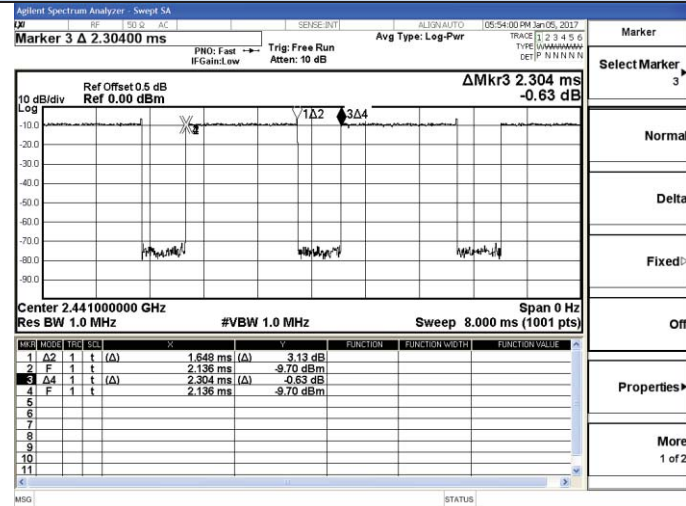 Agilent Spectrum Analyzer - Swept SA
LXI RF 50 Ω AC SENSE:INT ALIGNAUTO 05:54:00 PM Jan 05, 2017
Marker 3 Δ 2.30400 ms
PNO: Fast
IFGain:Low
Trig: Free Run
Atten: 10 dB
Avg Type: Log-Pwr
TRACE 1 2 3 4 5 6
TYPE WWWWWW
DET P N N N N N
Ref Offset 0.5 dB
10 dB/div Ref 0.00 dBm
ΔMkr3 2.304 ms
-0.63 dB
Log
1Δ2 3Δ4
-10.0
-20.0
-30.0
-40.0
-50.0
-60.0
-70.0
-80.0
-90.0
Center 2.441000000 GHz Span 0 Hz
Res BW 1.0 MHz #VBW 1.0 MHz Sweep 8.000 ms (1001 pts)
MKR MODE TRC SCL X Y FUNCTION FUNCTION WIDTH FUNCTION VALUE
1 Δ2 1 t (Δ) 1.648 ms (Δ) 3.13 dB
2 F 1 t 2.136 ms -9.70 dBm
3 Δ4 1 t (Δ) 2.304 ms (Δ) -0.63 dB
4 F 1 t 2.136 ms -9.70 dBm
5
6
7
8
9
10
11
MSG STATUS
Marker
Select Marker
3
Normal
Delta
Fixed
Off
Properties
More
1 of 2